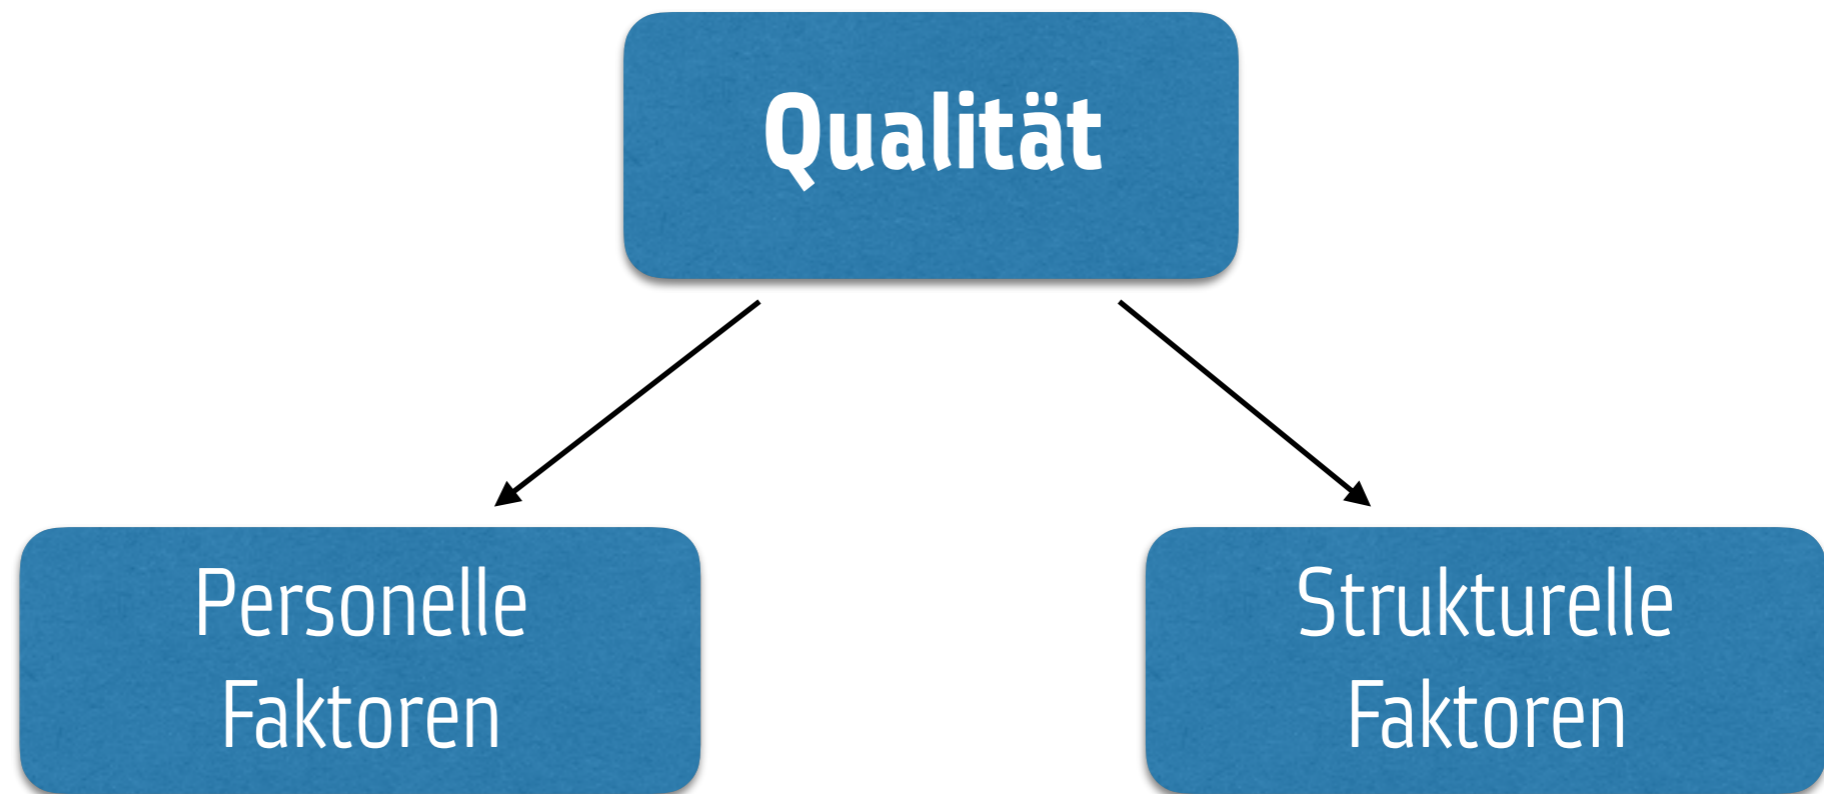 Qualität
Personelle
Faktoren
Strukturelle
Faktoren